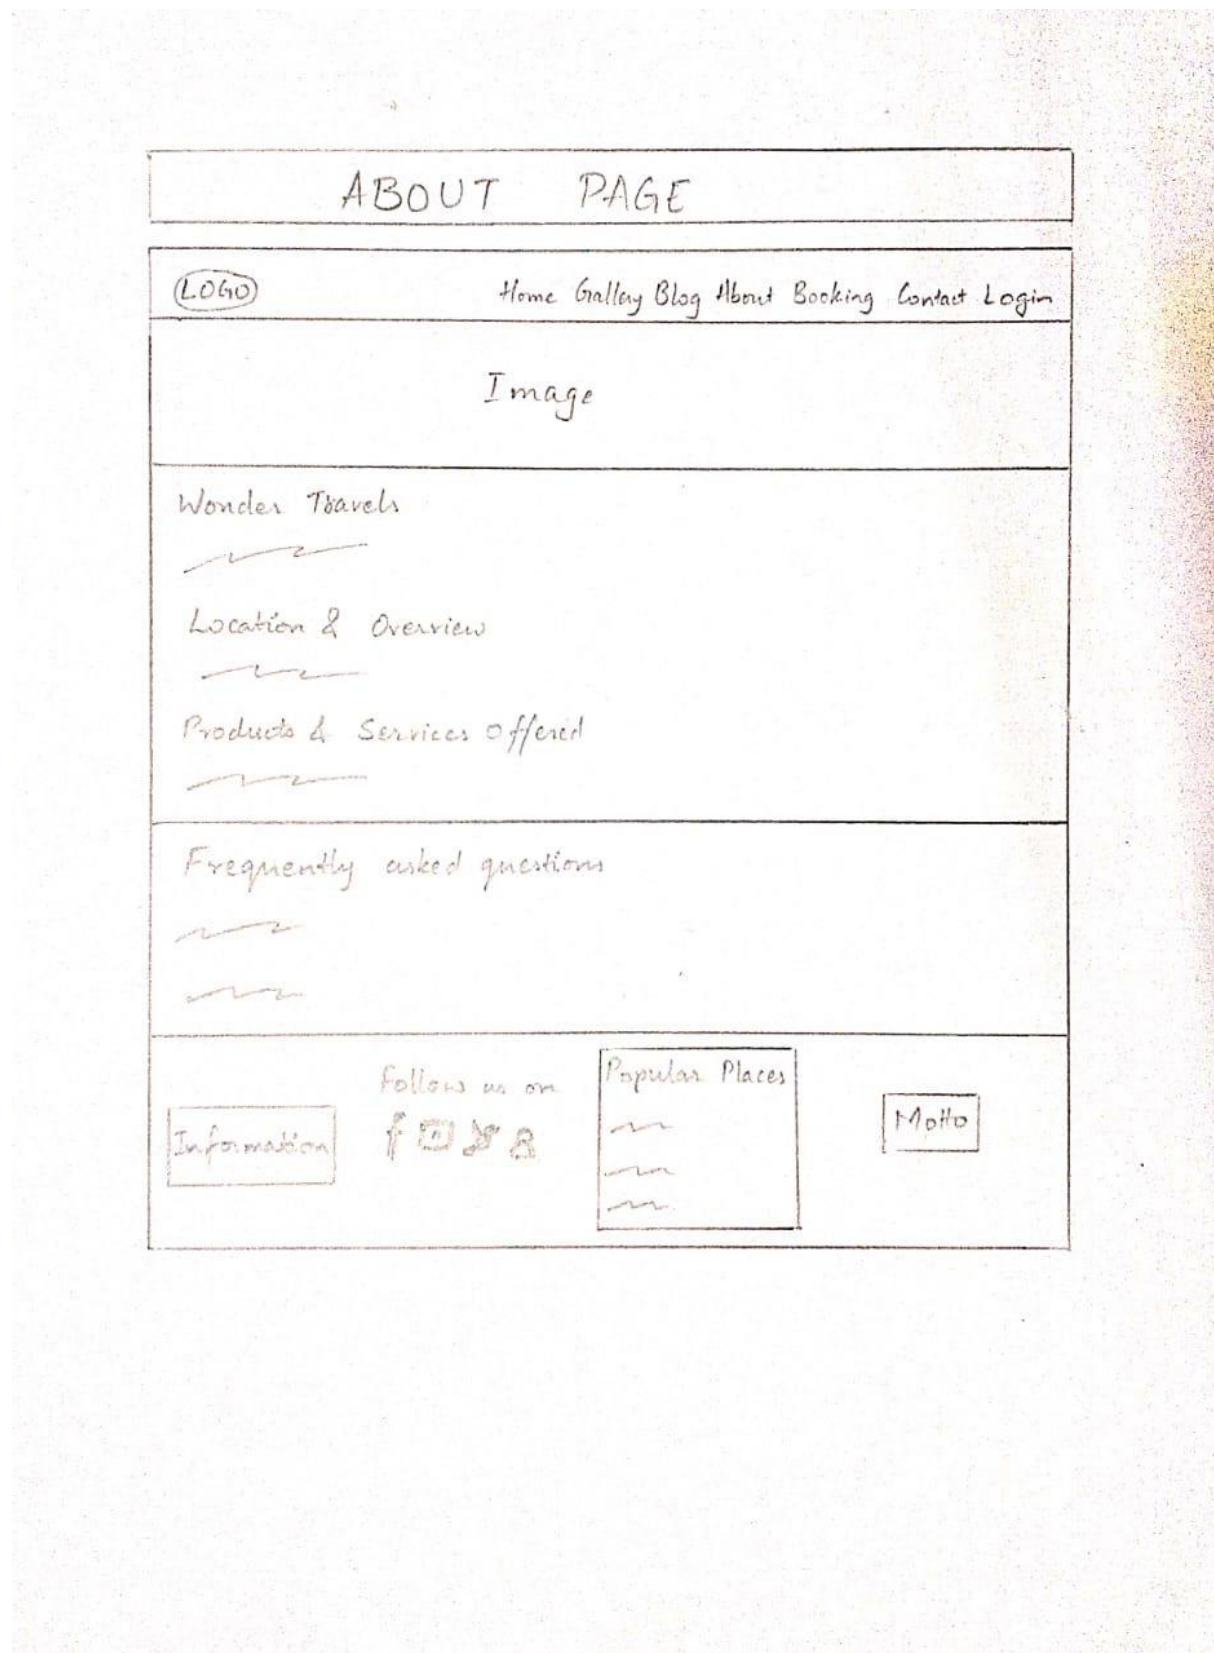 ABOUT PAGE
LOGO Home Gallery Blog About Booking Contact Login
Image
Wonder Travels
Location & Overview
Products & Services Offered
Frequently asked questions
Information
Follow us on
f
Popular Places
Motto